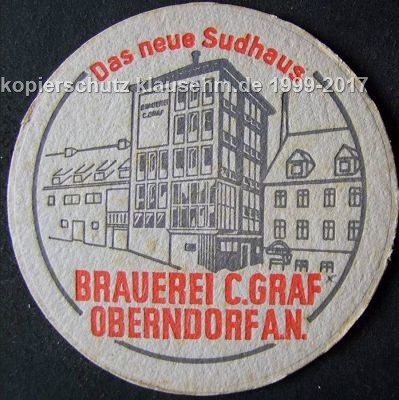 Das neue Sudhaus
kopierschutz klausehm.de 1999-2017
BRAUEREI
C.GRAF
BRAUEREI C.GRAF
OBERNDORF A.N.